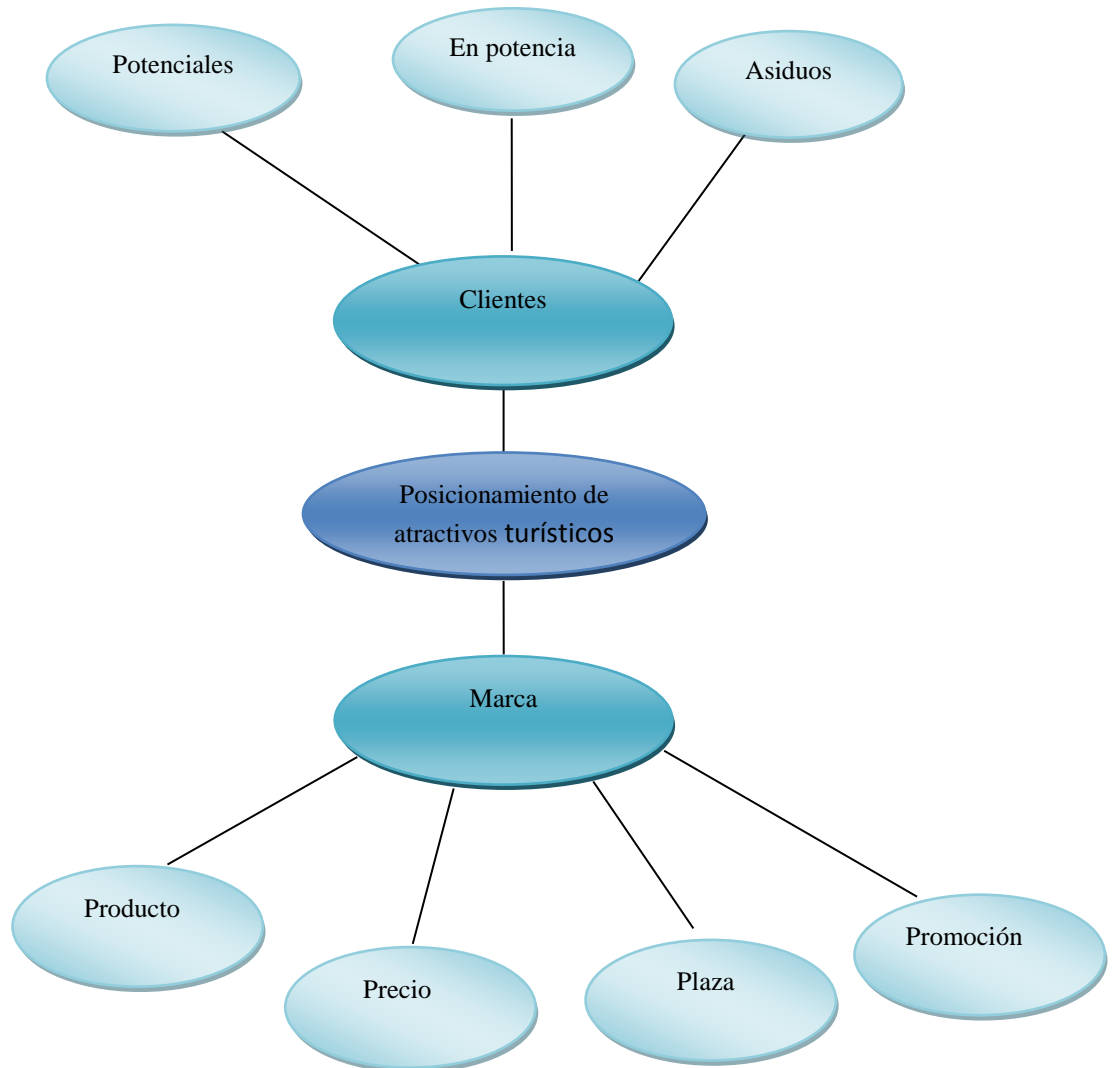 Potenciales
En potencia
Asiduos
Clientes
Posicionamiento de
atractivos turísticos
Marca
Producto
Precio
Plaza
Promoción